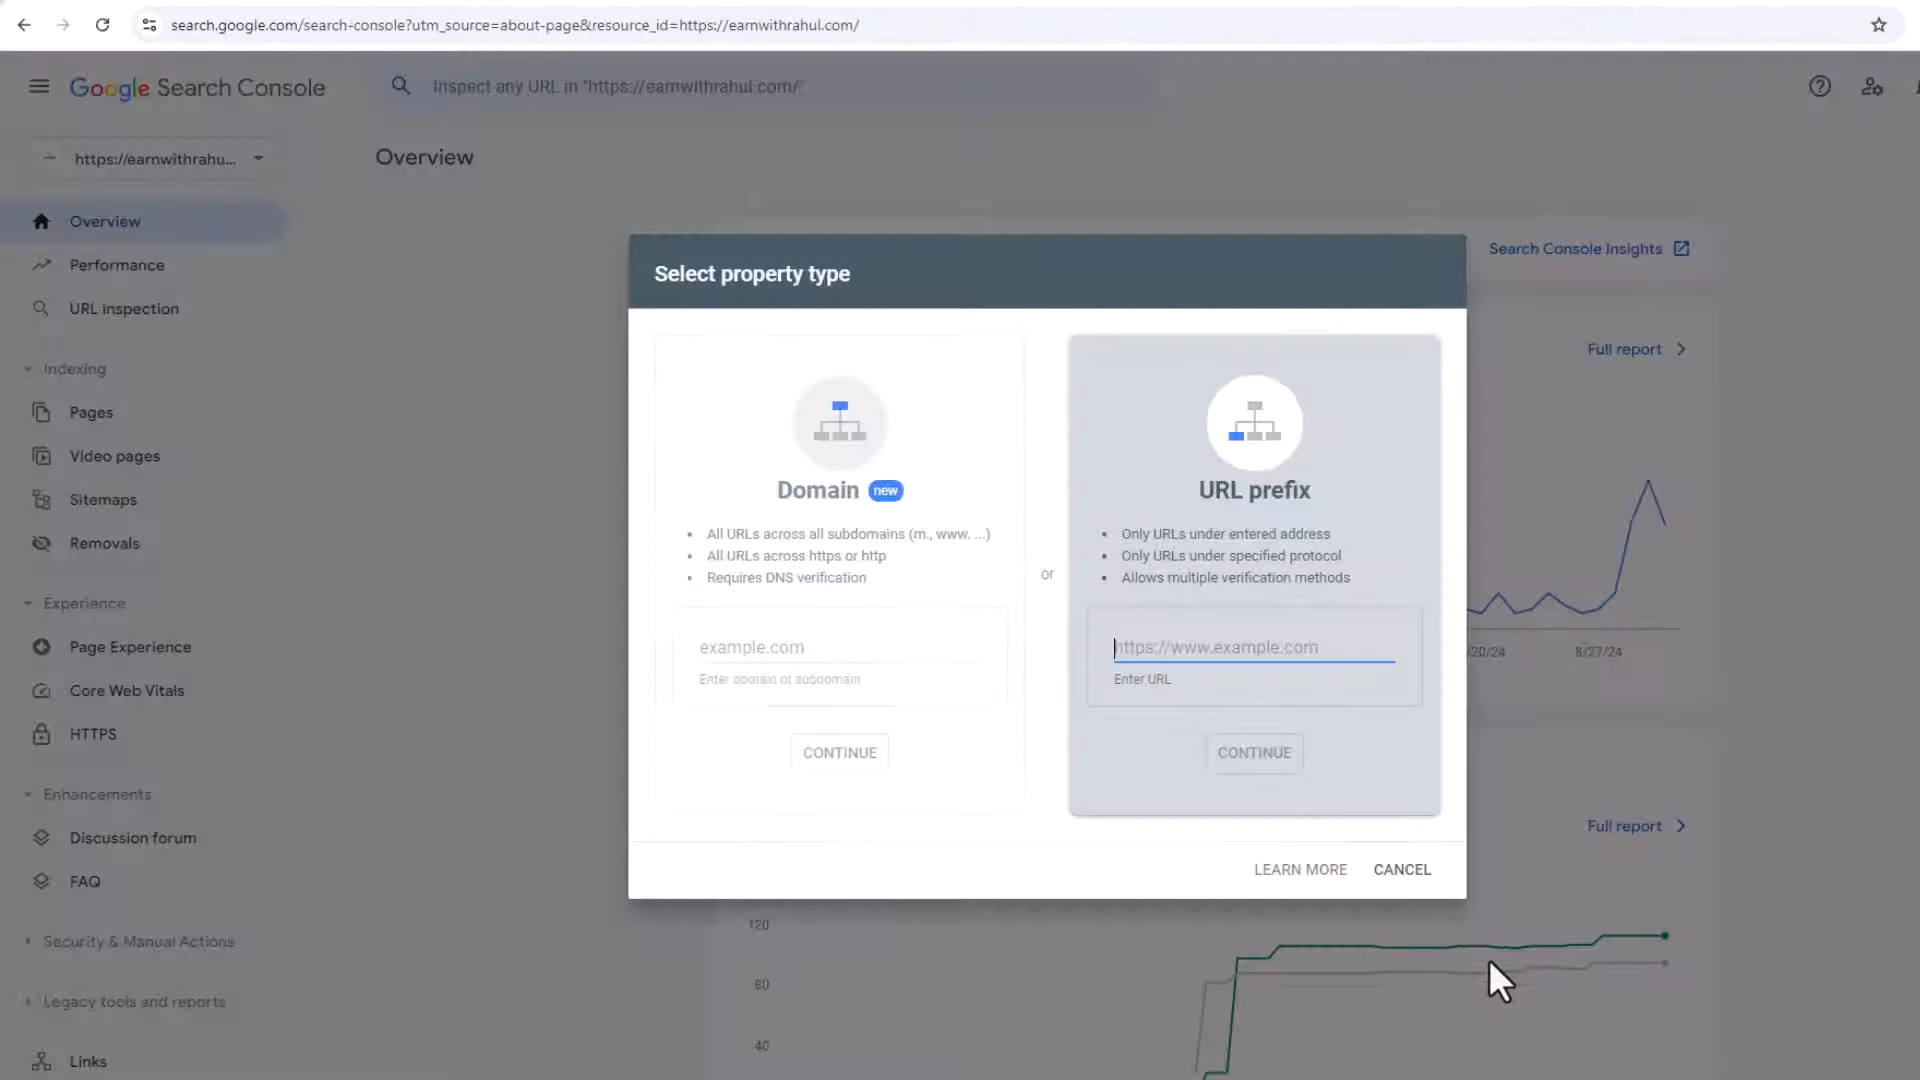 search.google.com/search-console?utm_source=about-page&resource_id=https://earnwithrahul.com/
Google Search Console
Inspect any URL in "https://earnwithrahul.com/"
https://earnwithrahu...
Overview
Overview
Performance
URL inspection
Indexing
Pages
Video pages
Sitemaps
Removals
Experience
Page Experience
Core Web Vitals
HTTPS
Enhancements
Discussion forum
FAQ
Security & Manual Actions
Legacy tools and reports
Links
Search Console Insights
Full report
/20/24
8/27/24
Full report
120
80
40
Select property type
Domain new
• All URLs across all subdomains (m., www. ...)
• All URLs across https or http
• Requires DNS verification
example.com
Enter domain or subdomain
CONTINUE
or
URL prefix
• Only URLs under entered address
• Only URLs under specified protocol
• Allows multiple verification methods
https://www.example.com
Enter URL
CONTINUE
LEARN MORE
CANCEL